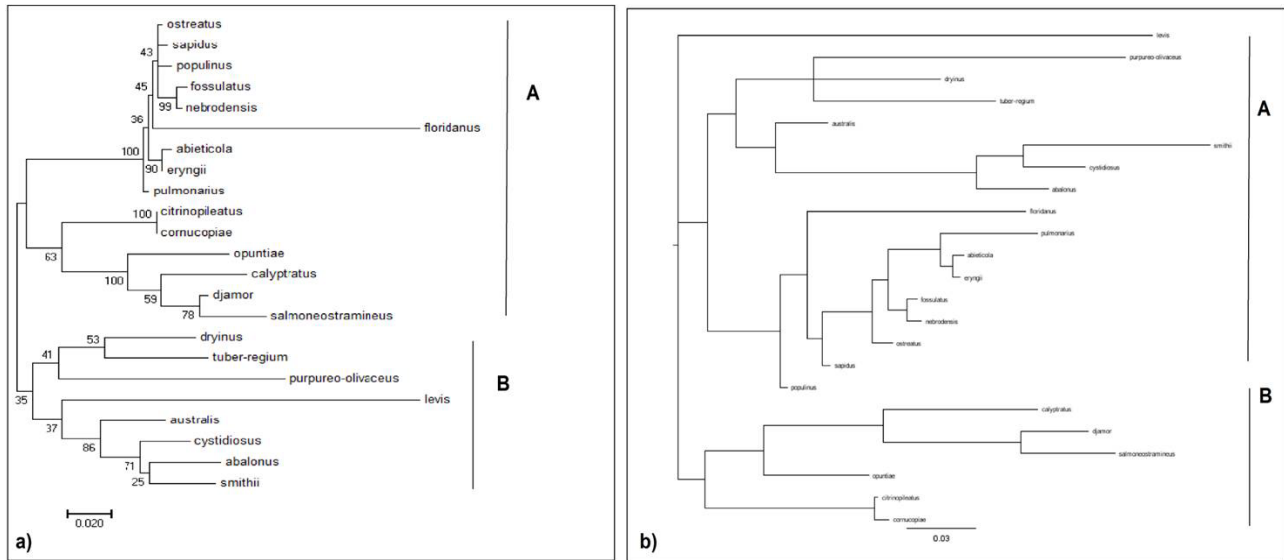 ostreatus
43
sapidus
populinus
45
fossulatus
99
nebrodensis
A
36
floridanus
100
abieticola
90
eryngii
pulmonarius
100
citrinopileatus
cornucopiae
63
opuntiae
100
calyptratus
59
djamor
78
salmoneostramineus
53
dryinus
41
tuber-regium
purpureo-olivaceus
B
35
levis
37
australis
86
cystidiosus
71
abalonus
25
smithii
0.020
a)
levis
purpureo-olivaceus
dryinus
tuber-regium
A
australis
smithii
cystidiosus
abalonus
floridanus
pulmonarius
abieticola
eryngii
fossulatus
nebrodensis
ostreatus
sapidus
populinus
B
calyptratus
djamor
salmoneostramineus
opuntiae
citrinopileatus
cornucopiae
0.03
b)